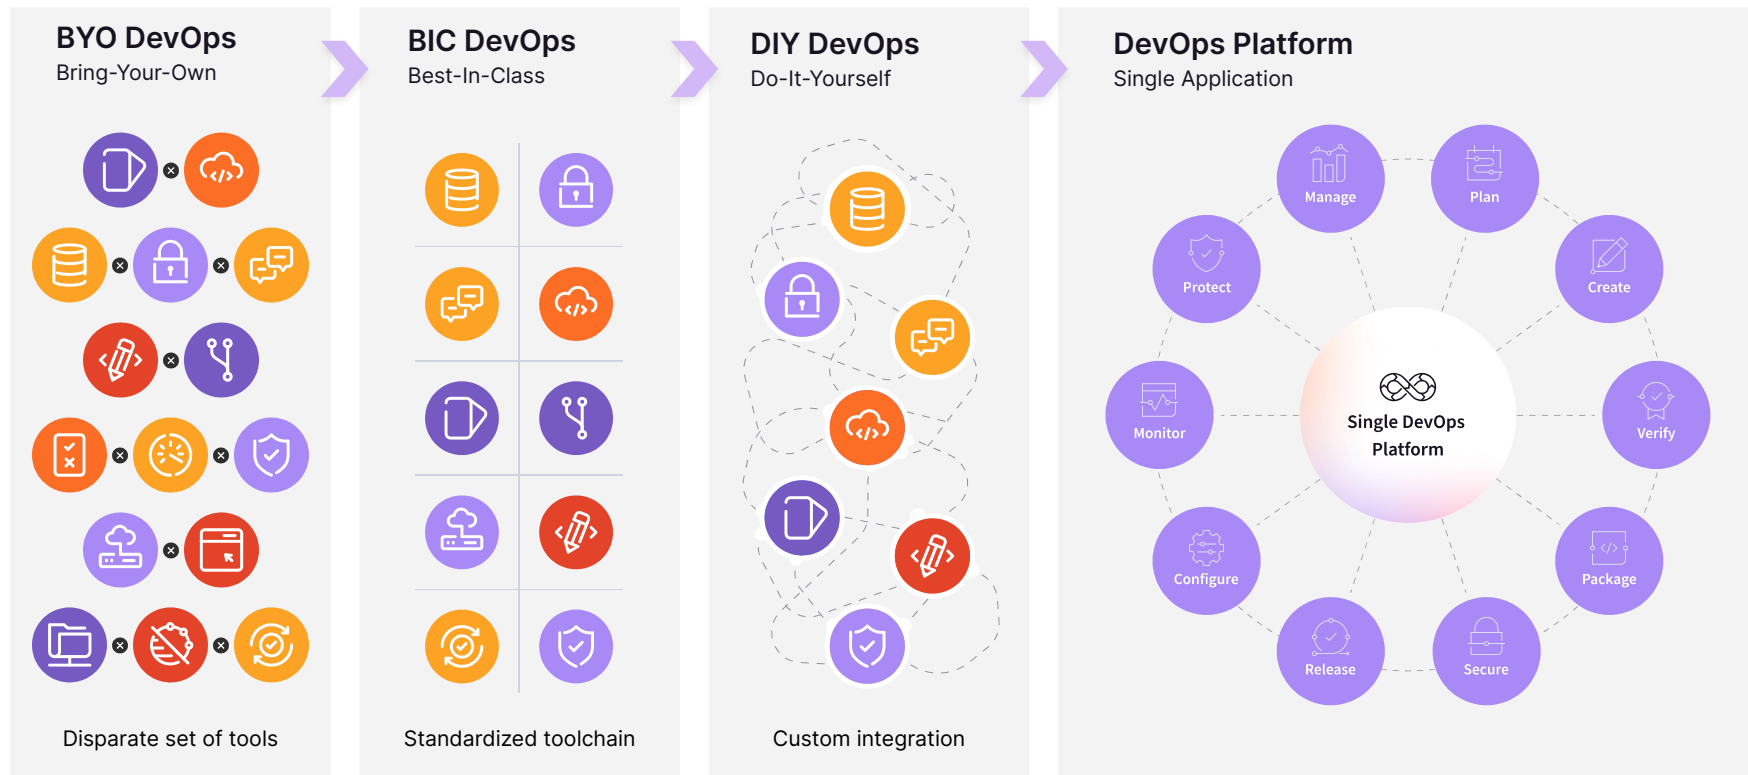 BYO DevOps
Bring-Your-Own
Disparate set of tools
BIC DevOps
Best-In-Class
Standardized toolchain
DIY DevOps
Do-It-Yourself
Custom integration
DevOps Platform
Single Application
Manage
Plan
Protect
Create
Monitor
Single DevOps
Platform
Verify
Configure
Package
Release
Secure